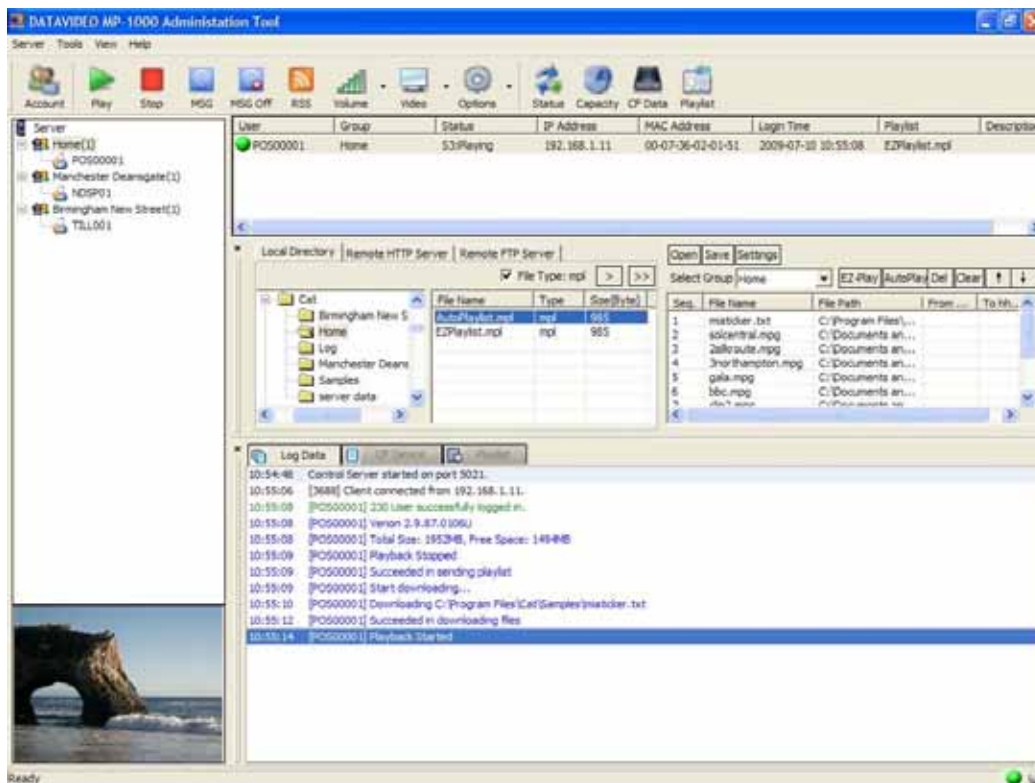 DATAVIDEO MP-1000 Administation Tool
Server Tools View Help
Account Play Stop MSG MSG Off RSS Volume Video Options Status Capacity CF Data Playlist
Server
Home(1)
POS00001
Manchester Deansgate(1)
NDSP01
Birmingham New Street(1)
TILL001
User Group Status IP Address MAC Address Login Time Playlist
POS00001 Home S3:Playing 192.168.1.11 00-07-36-02-01-51 2009-07-10 10:55:08 EZPlaylist.mpl
Local Directory Remote HTTP Server Remote FTP Server
File Type: mpl > >>
Cat
Birmingham New S
Home
Log
Manchester Deans
Samples
server data
File Name Type Size(Byte)
AutoPlaylist.mpl mpl 985
EZPlaylist.mpl mpl 985
Open Save Settings
Select Group Home EZ-Play AutoPlay Del Clear
Seq. File Name File Path From ... To hh...
1 miaticker.txt C:\Program Files\...
2 solcentral.mpg C:\Documents an...
3 2allroute.mpg C:\Documents an...
4 3northampton.mpg C:\Documents an...
5 gala.mpg C:\Documents an...
6 bbc.mpg C:\Documents an...
Log Data Playlist
10:54:48 Control Server started on port 5021.
10:55:06 [3688] Client connected from 192.168.1.11.
10:55:08 [POS00001] 230 User successfully logged in.
10:55:08 [POS00001] Verion 2.9.87.0106U
10:55:08 [POS00001] Total Size: 1952MB, Free Space: 1494MB
10:55:09 [POS00001] Playback Stopped
10:55:09 [POS00001] Succeeded in sending playlist
10:55:09 [POS00001] Start downloading...
10:55:10 [POS00001] Downloading C:\Program Files\Cat\Samples\miaticker.txt
10:55:12 [POS00001] Succeeded in downloading files
10:55:14 [POS00001] Playback Started
Ready